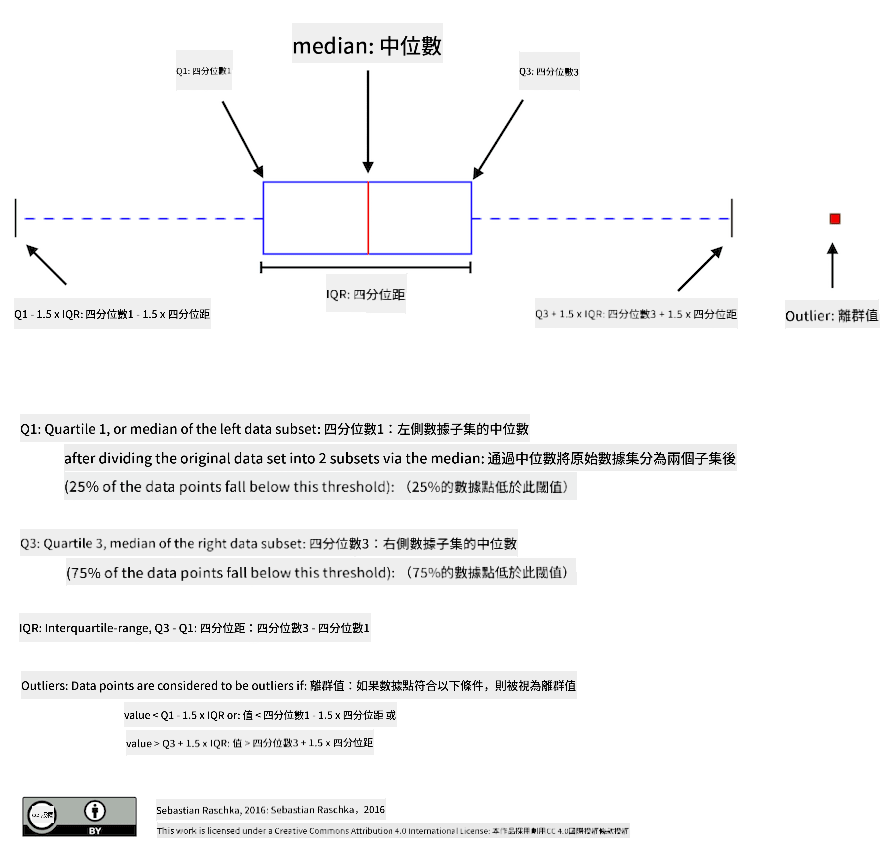 median: 中位數
Q1: 四分位數1
Q3: 四分位數3
IQR: 四分位距
Q1 - 1.5 x IQR: 四分位數1 - 1.5 x 四分位距
Q3 + 1.5 x IQR: 四分位數3 + 1.5 x 四分位距
Outlier: 離群值
Q1: Quartile 1, or median of the left data subset: 四分位數1：左側數據子集的中位數
after dividing the original data set into 2 subsets via the median: 通過中位數將原始數據集分為兩個子集後
(25% of the data points fall below this threshold): （25%的數據點低於此閾值）
Q3: Quartile 3, median of the right data subset: 四分位數3：右側數據子集的中位數
(75% of the data points fall below this threshold): （75%的數據點低於此閾值）
IQR: Interquartile-range, Q3 - Q1: 四分位距：四分位數3 - 四分位數1
Outliers: Data points are considered to be outliers if: 離群值：如果數據點符合以下條件，則被視為離群值
value < Q1 - 1.5 x IQR or: 值 < 四分位數1 - 1.5 x 四分位距 或
value > Q3 + 1.5 x IQR: 值 > 四分位數3 + 1.5 x 四分位距
BY
Sebastian Raschka, 2016: Sebastian Raschka，2016
This work is licensed under a Creative Commons Attribution 4.0 International License: 本作品採用創用CC 4.0國際授權條款授權